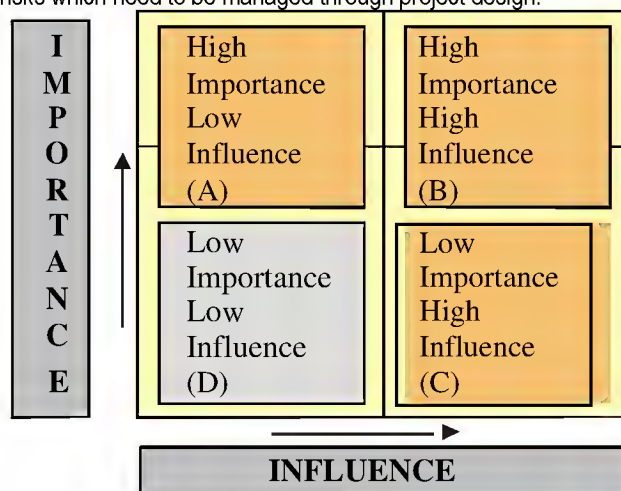 risks which need to be managed through project design.
I
M
P
O
R
T
A
N
C
E
High
Importance
Low
Influence
(A)
High
Importance
High
Influence
(B)
Low
Importance
Low
Influence
(D)
Low
Importance
High
Influence
(C)
INFLUENCE